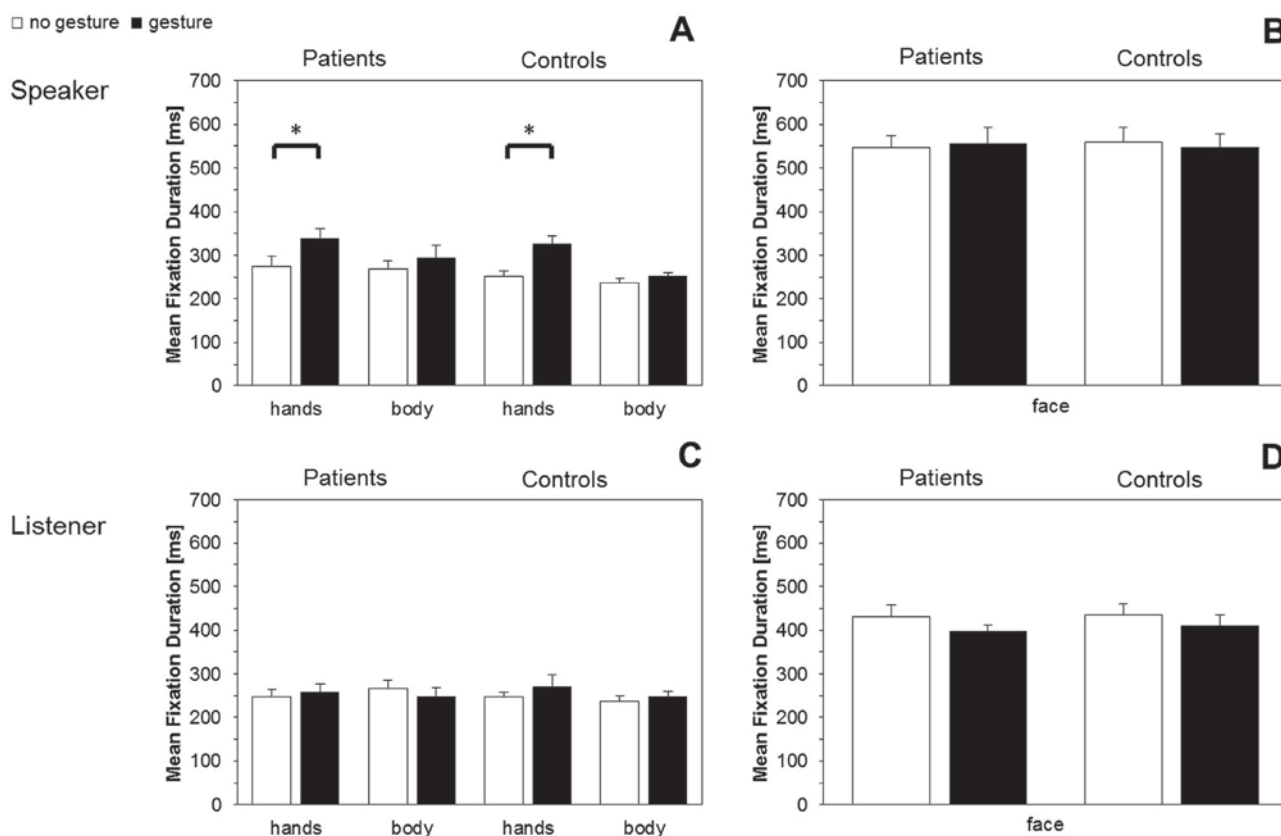 □ no gesture ■ gesture
A
B
Patients Controls
Patients Controls
Speaker
Mean Fixation Duration [ms]
700
600
500
400
300
200
100
0
* *
hands body hands body
Mean Fixation Duration [ms]
700
600
500
400
300
200
100
0
face
C
D
Patients Controls
Patients Controls
Listener
Mean Fixation Duration [ms]
700
600
500
400
300
200
100
0
hands body hands body
Mean Fixation Duration [ms]
700
600
500
400
300
200
100
0
face